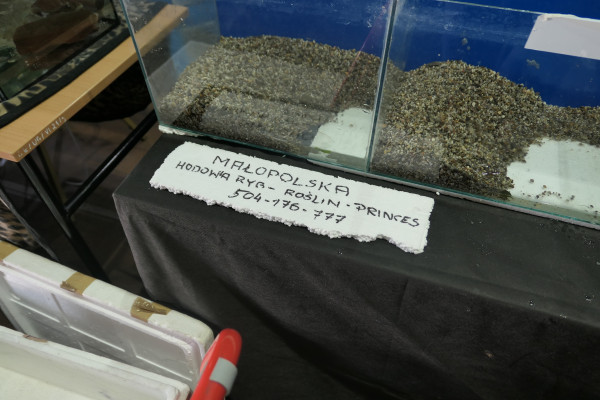 MAŁOPOLSKA
HODOWLA RYB - ROŚLIN - PRINCES
504-176-777